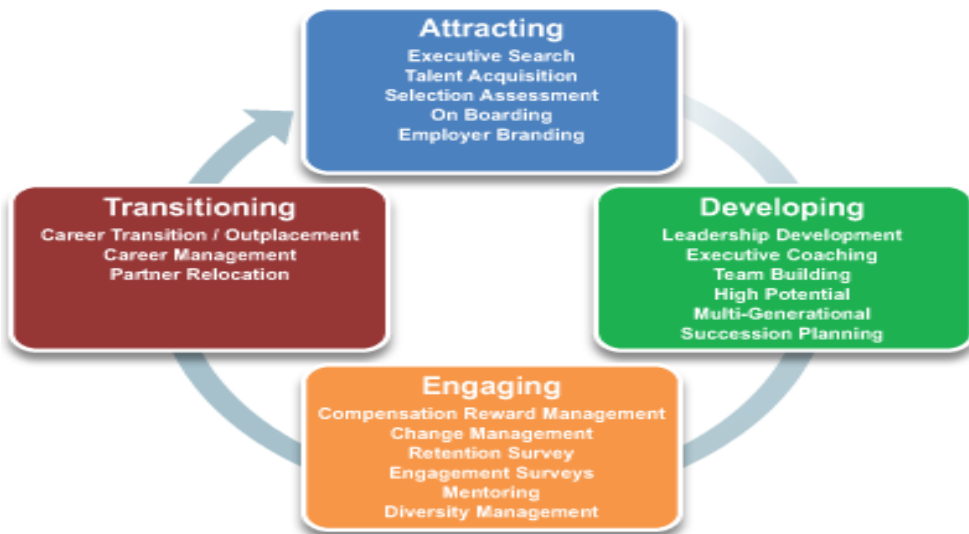 Attracting
Executive Search
Talent Acquisition
Selection Assessment
On Boarding
Employer Branding
Developing
Leadership Development
Executive Coaching
Team Building
High Potential
Multi-Generational
Succession Planning
Engaging
Compensation Reward Management
Change Management
Retention Survey
Engagement Surveys
Mentoring
Diversity Management
Transitioning
Career Transition / Outplacement
Career Management
Partner Relocation